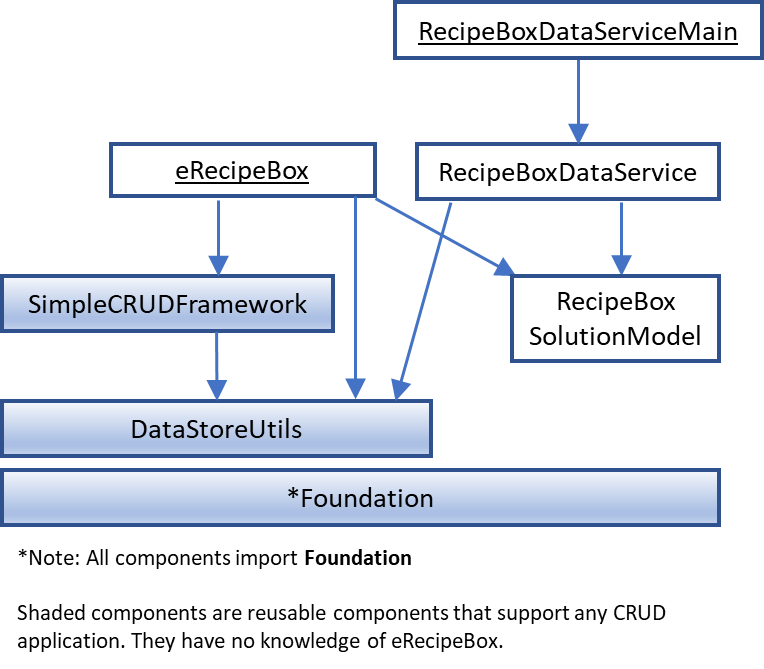 RecipeBoxDataServiceMain
eRecipeBox
RecipeBoxDataService
SimpleCRUDFramework
RecipeBox
SolutionModel
DataStoreUtils
*Foundation
*Note: All components import Foundation
Shaded components are reusable components that support any CRUD
application. They have no knowledge of eRecipeBox.